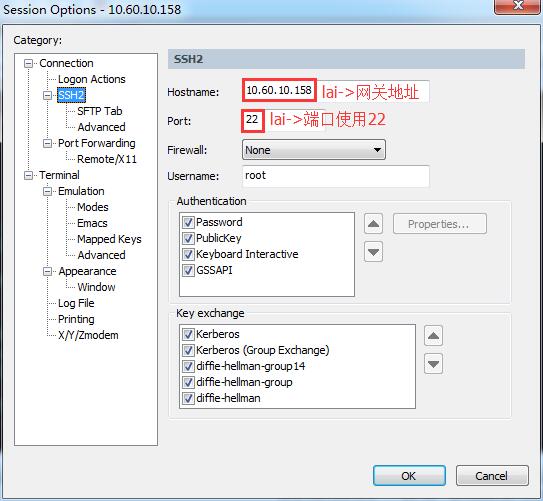 Session Options - 10.60.10.158
Category:
Connection
Logon Actions
SSH2
SFTP Tab
Advanced
Port Forwarding
Remote/X11
Terminal
Emulation
Modes
Emacs
Mapped Keys
Advanced
Appearance
Window
Log File
Printing
X/Y/Zmodem
SSH2
Hostname: 10.60.10.158 lai->网关地址
Port: 22 lai->端口使用22
Firewall: None
Username: root
Authentication
Password
PublicKey
Keyboard Interactive
GSSAPI
Properties...
Key exchange
Kerberos
Kerberos (Group Exchange)
diffie-hellman-group14
diffie-hellman-group
diffie-hellman
OK Cancel